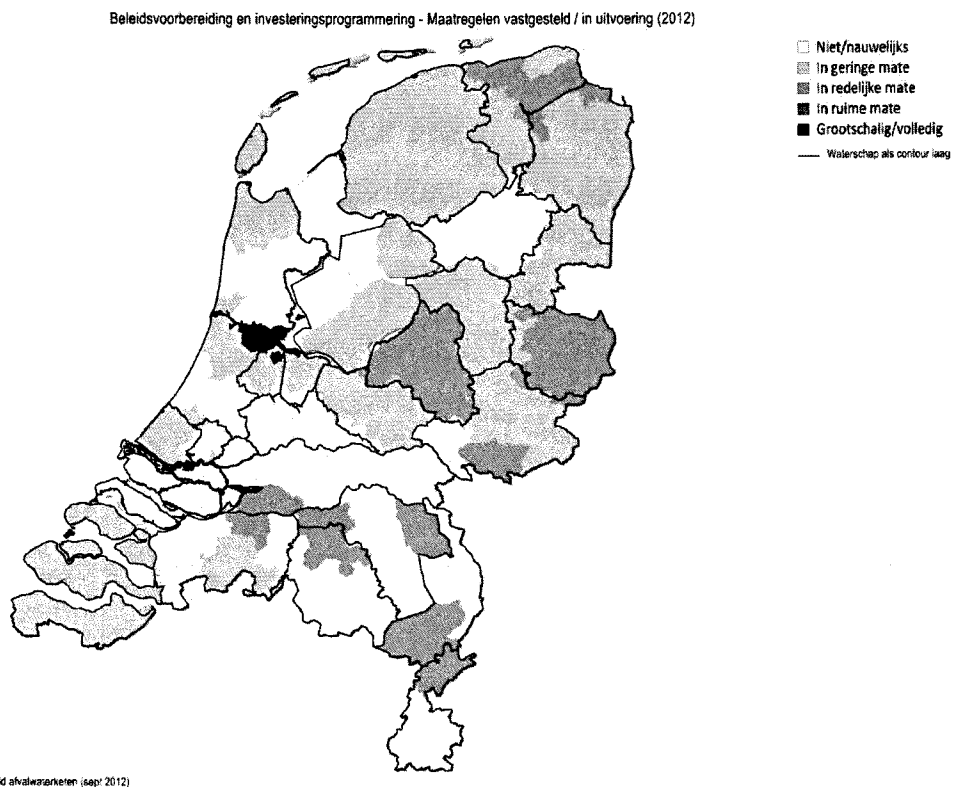 Beleidsvoorbereiding en investeringsprogrammering - Maatregelen vastgesteld / in uitvoering (2012)
Niet/nauwelijks
In geringe mate
In redelijke mate
In ruime mate
Grootschalig/volledig
Waterschap als contour laag
d afvalwaterketen (sept 2012)